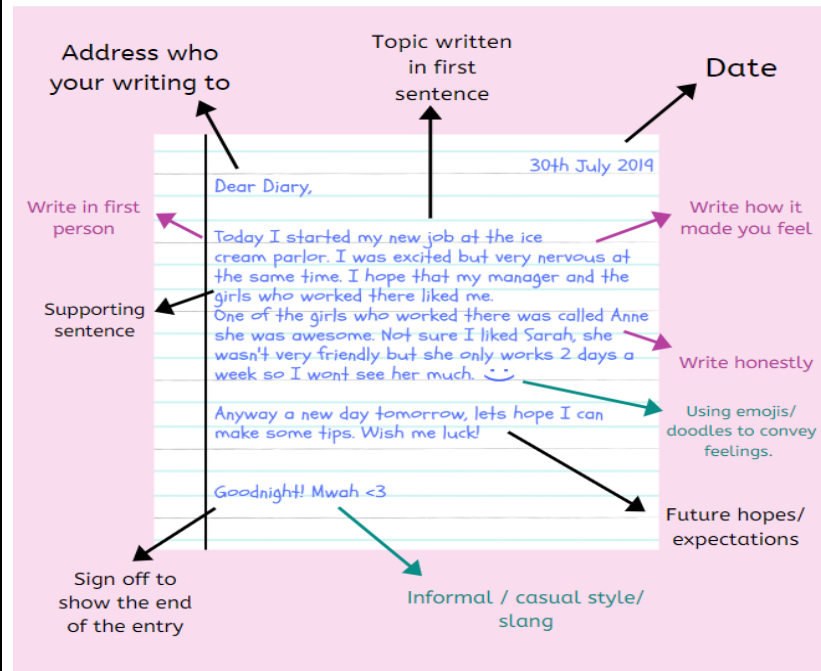 Address who
your writing to
Topic written
in first
sentence
Date
30th July 2019
Dear Diary,
Write in first
person
Write how it
made you feel
Today I started my new job at the ice
cream parlor. I was excited but very nervous at
the same time. I hope that my manager and the
girls who worked there liked me.
One of the girls who worked there was called Anne
she was awesome. Not sure I liked Sarah, she
wasn't very friendly but she only works 2 days a
week so I wont see her much.
Supporting
sentence
Write honestly
Using emojis/
doodles to convey
feelings.
Anyway a new day tomorrow, lets hope I can
make some tips. Wish me luck!
Goodnight! Mwah <3
Future hopes/
expectations
Sign off to
show the end
of the entry
Informal / casual style/
slang